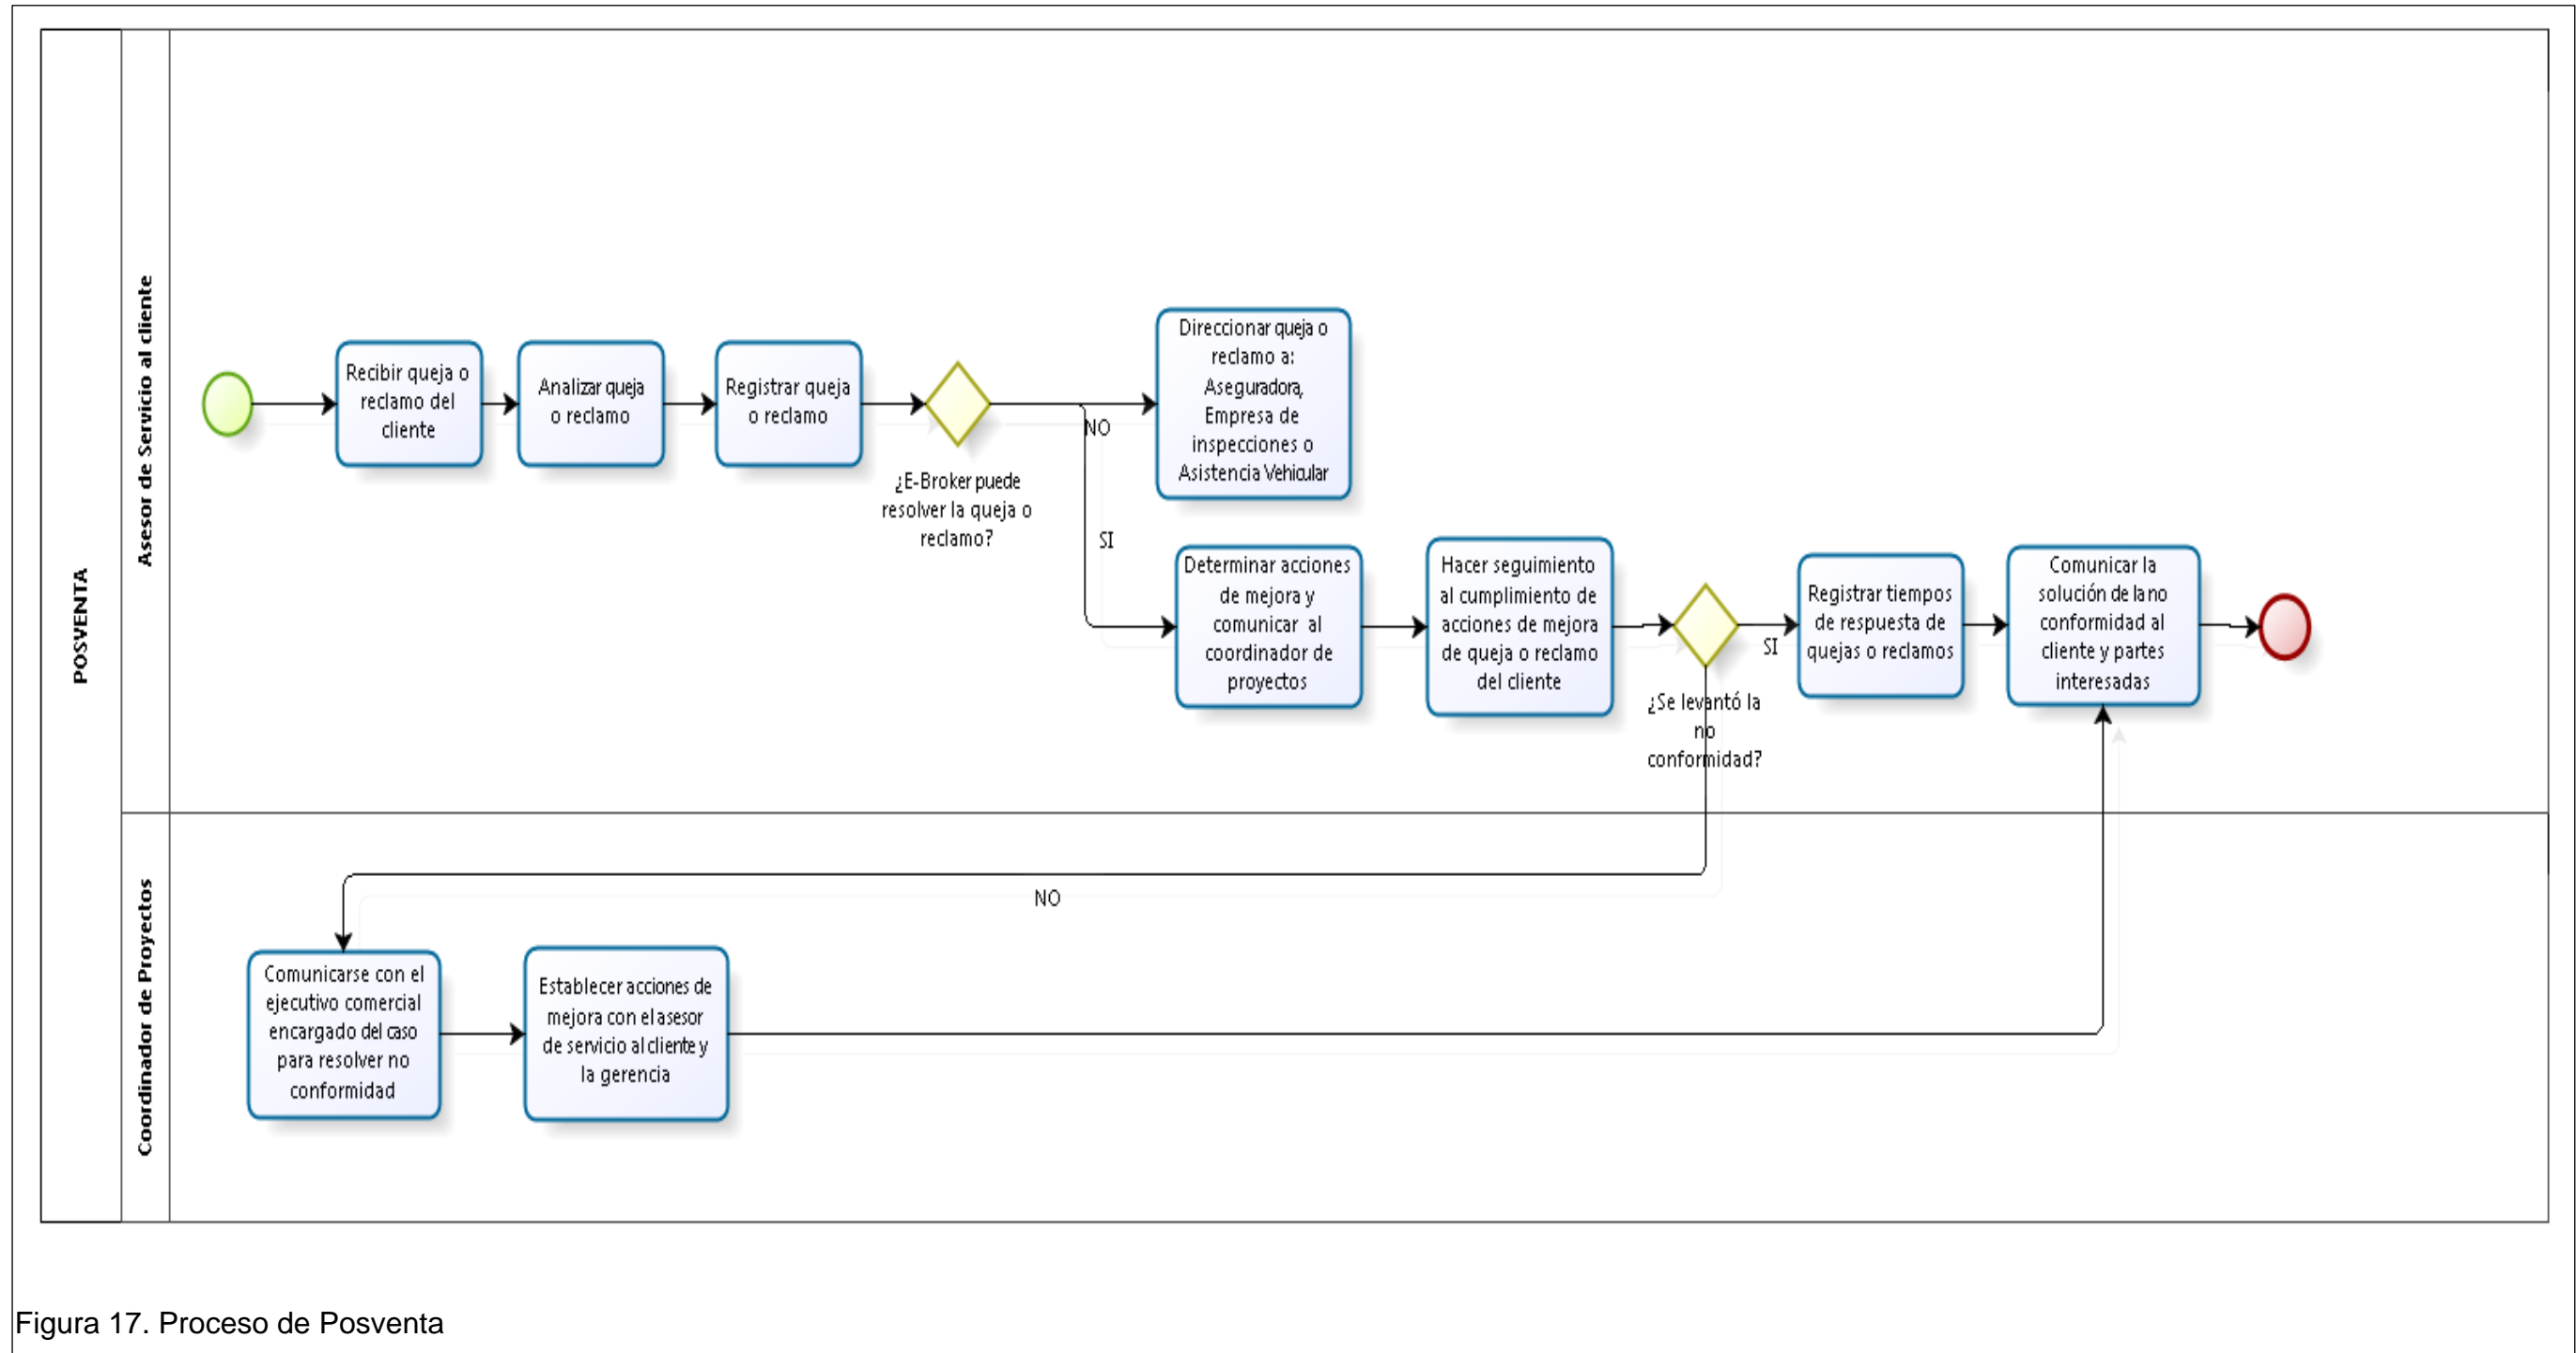 POSVENTA
Asesor de Servicio al cliente
Recibir queja o
reclamo del
cliente
Analizar queja
o reclamo
Registrar queja
o reclamo
¿E-Broker puede
resolver la queja o
reclamo?
NO
SI
Direccionar queja o
reclamo a:
Aseguradora,
Empresa de
inspecciones o
Asistencia Vehicular
Determinar acciones
de mejora y
comunicar al
coordinador de
proyectos
Hacer seguimiento
al cumplimiento de
acciones de mejora
de queja o reclamo
del cliente
¿Se levantó la
no
conformidad?
SI
Registrar tiempos
de respuesta de
quejas o reclamos
Comunicar la
solución de la no
conformidad al
cliente y partes
interesadas
Coordinador de Proyectos
NO
Comunicarse con el
ejecutivo comercial
encargado del caso
para resolver no
conformidad
Establecer acciones de
mejora con el asesor
de servicio al cliente y
la gerencia
Figura 17. Proceso de Posventa